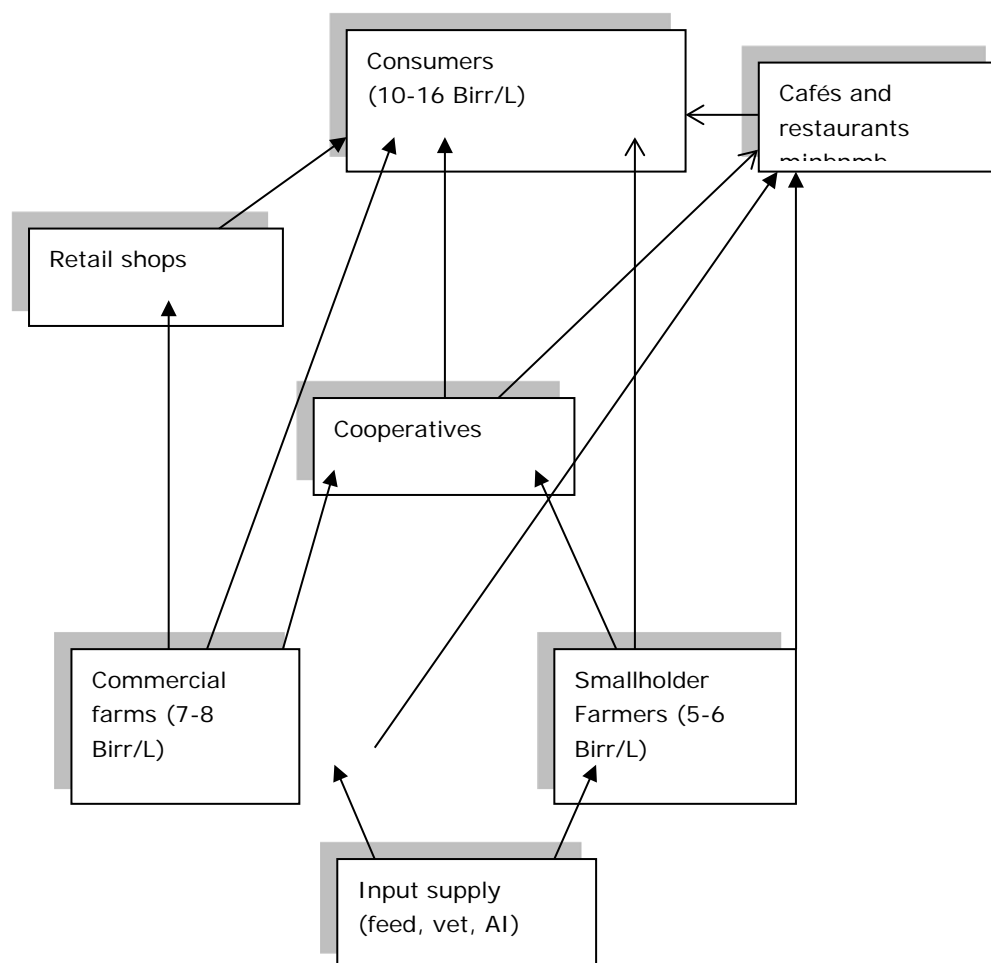 Consumers
(10-16 Birr/L)
Cafés and
restaurants
Retail shops
Cooperatives
Commercial
farms (7-8
Birr/L)
Smallholder
Farmers (5-6
Birr/L)
Input supply
(feed, vet, AI)